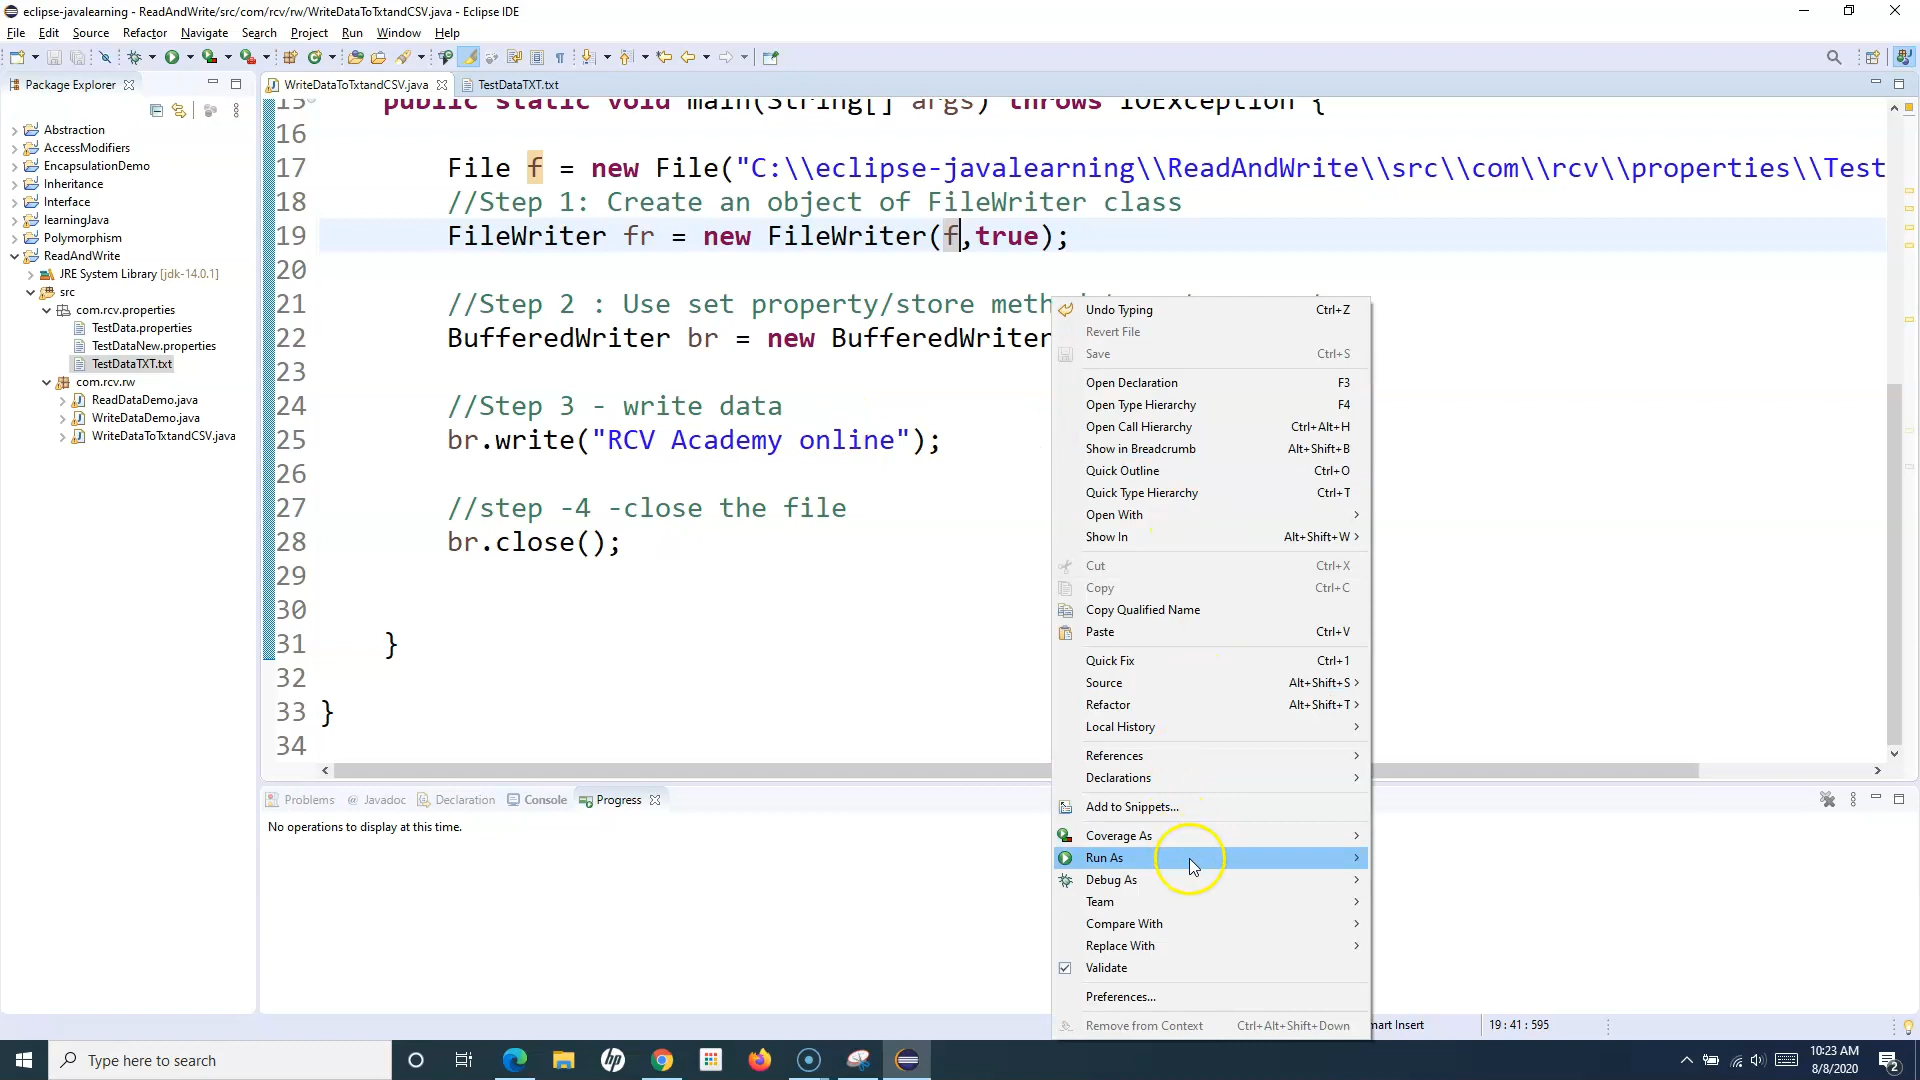 eclipse-javalearning - ReadAndWrite/src/com/rcv/rw/WriteDataToTxtandCSV.java - Eclipse IDE
File Edit Source Refactor Navigate Search Project Run Window Help
Package Explorer
WriteDataToTxtandCSV.java
TestDataTXT.txt
Abstraction
AccessModifiers
EncapsulationDemo
Inheritance
Interface
learningJava
Polymorphism
ReadAndWrite
JRE System Library [jdk-14.0.1]
src
com.rcv.properties
TestData.properties
TestDataNew.properties
TestDataTXT.txt
com.rcv.rw
ReadDataDemo.java
WriteDataDemo.java
WriteDataToTxtandCSV.java
15 public static void main(String[] args) throws IOException {
16
17 File f = new File("C:\\eclipse-javalearning\\ReadAndWrite\\src\\com\\rcv\\properties\\Test
18 //Step 1: Create an object of FileWriter class
19 FileWriter fr = new FileWriter(f,true);
20
21 //Step 2 : Use set property/store meth
22 BufferedWriter br = new BufferedWriter
23
24 //Step 3 - write data
25 br.write("RCV Academy online");
26
27 //step -4 -close the file
28 br.close();
29
30
31 }
32
33 }
34
Undo Typing Ctrl+Z
Revert File
Save Ctrl+S
Open Declaration F3
Open Type Hierarchy F4
Open Call Hierarchy Ctrl+Alt+H
Show in Breadcrumb Alt+Shift+B
Quick Outline Ctrl+O
Quick Type Hierarchy Ctrl+T
Open With
Show In Alt+Shift+W
Cut Ctrl+X
Copy Ctrl+C
Copy Qualified Name
Paste Ctrl+V
Quick Fix Ctrl+1
Source Alt+Shift+S
Refactor Alt+Shift+T
Local History
References
Declarations
Add to Snippets...
Coverage As
Run As
Debug As
Team
Compare With
Replace With
Validate
Preferences...
Remove from Context Ctrl+Alt+Shift+Down
Problems Javadoc Declaration Console Progress
No operations to display at this time.
mart Insert 19 : 41 : 595
Type here to search
10:23 AM
8/8/2020
2